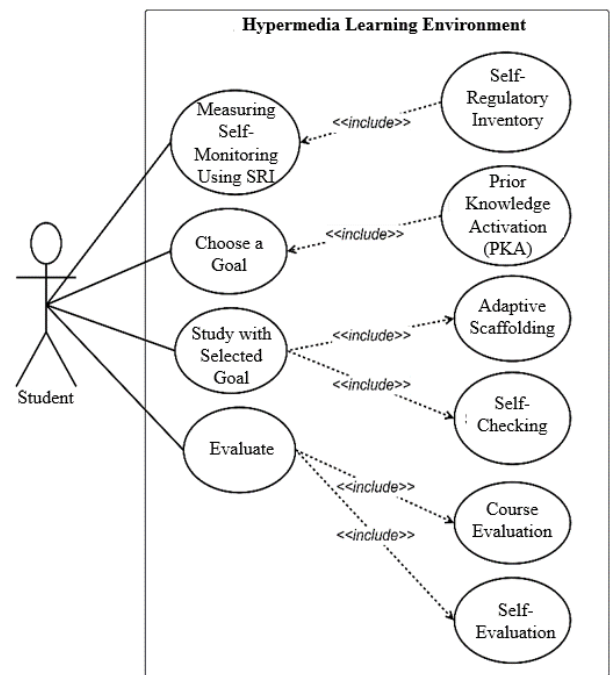 Hypermedia Learning Environment
Measuring
Self-
Monitoring
Using SRI
<<include>>
Self-
Regulatory
Inventory
Choose a
Goal
<<include>>
Prior
Knowledge
Activation
(PKA)
Study with
Selected
Goal
<<include>>
Adaptive
Scaffolding
<<include>>
Self-
Checking
Student
Evaluate
<<include>>
Course
Evaluation
<<include>>
Self-
Evaluation